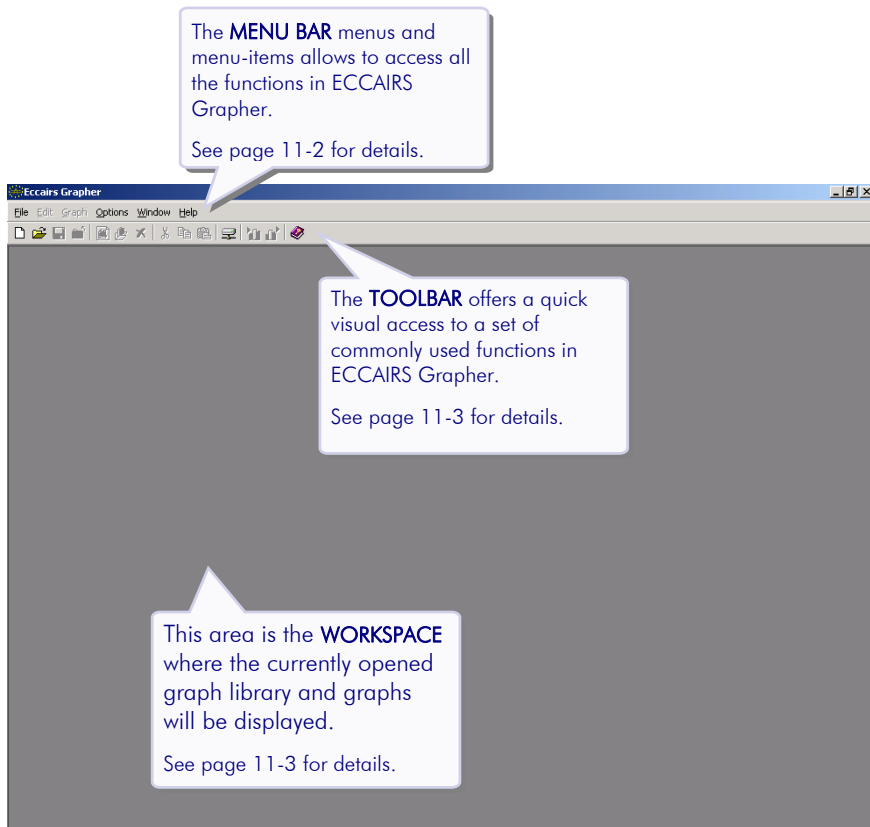 The MENU BAR menus and
menu-items allows to access all
the functions in ECCAIRS
Grapher.
See page 11-2 for details.
Eccairs Grapher
File Edit Graph Options Window Help
The TOOLBAR offers a quick
visual access to a set of
commonly used functions in
ECCAIRS Grapher.
See page 11-3 for details.
This area is the WORKSPACE
where the currently opened
graph library and graphs
will be displayed.
See page 11-3 for details.